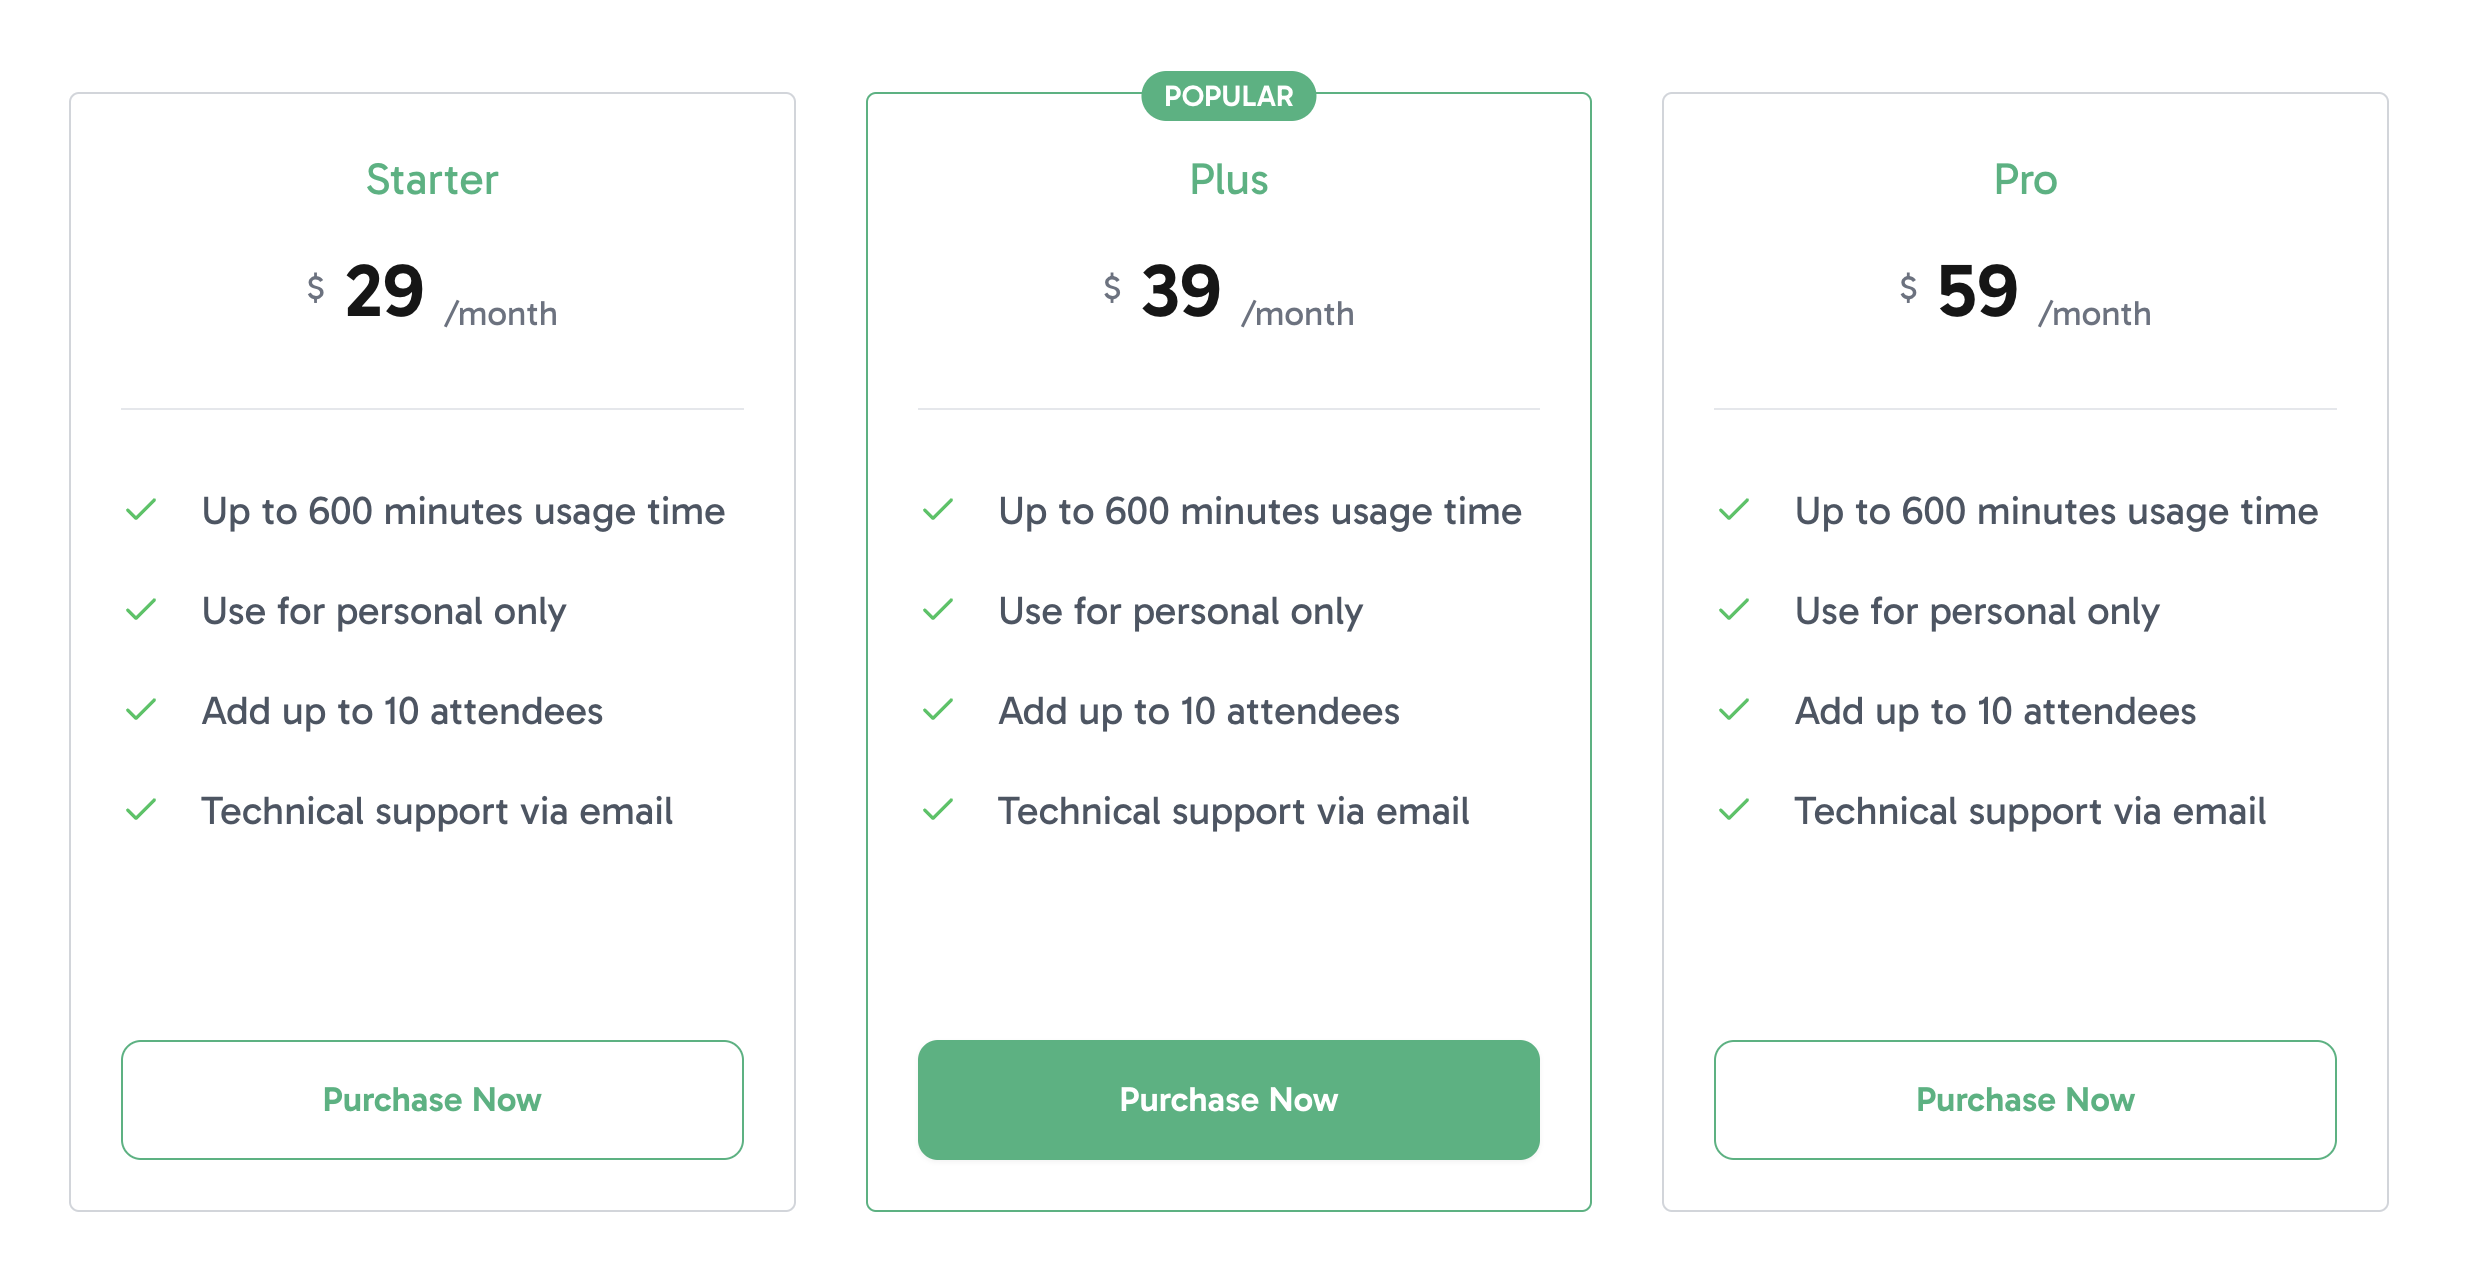 Starter
$ 29 /month
Up to 600 minutes usage time
Use for personal only
Add up to 10 attendees
Technical support via email
Purchase Now
POPULAR
Plus
$ 39 /month
Up to 600 minutes usage time
Use for personal only
Add up to 10 attendees
Technical support via email
Purchase Now
Pro
$ 59 /month
Up to 600 minutes usage time
Use for personal only
Add up to 10 attendees
Technical support via email
Purchase Now